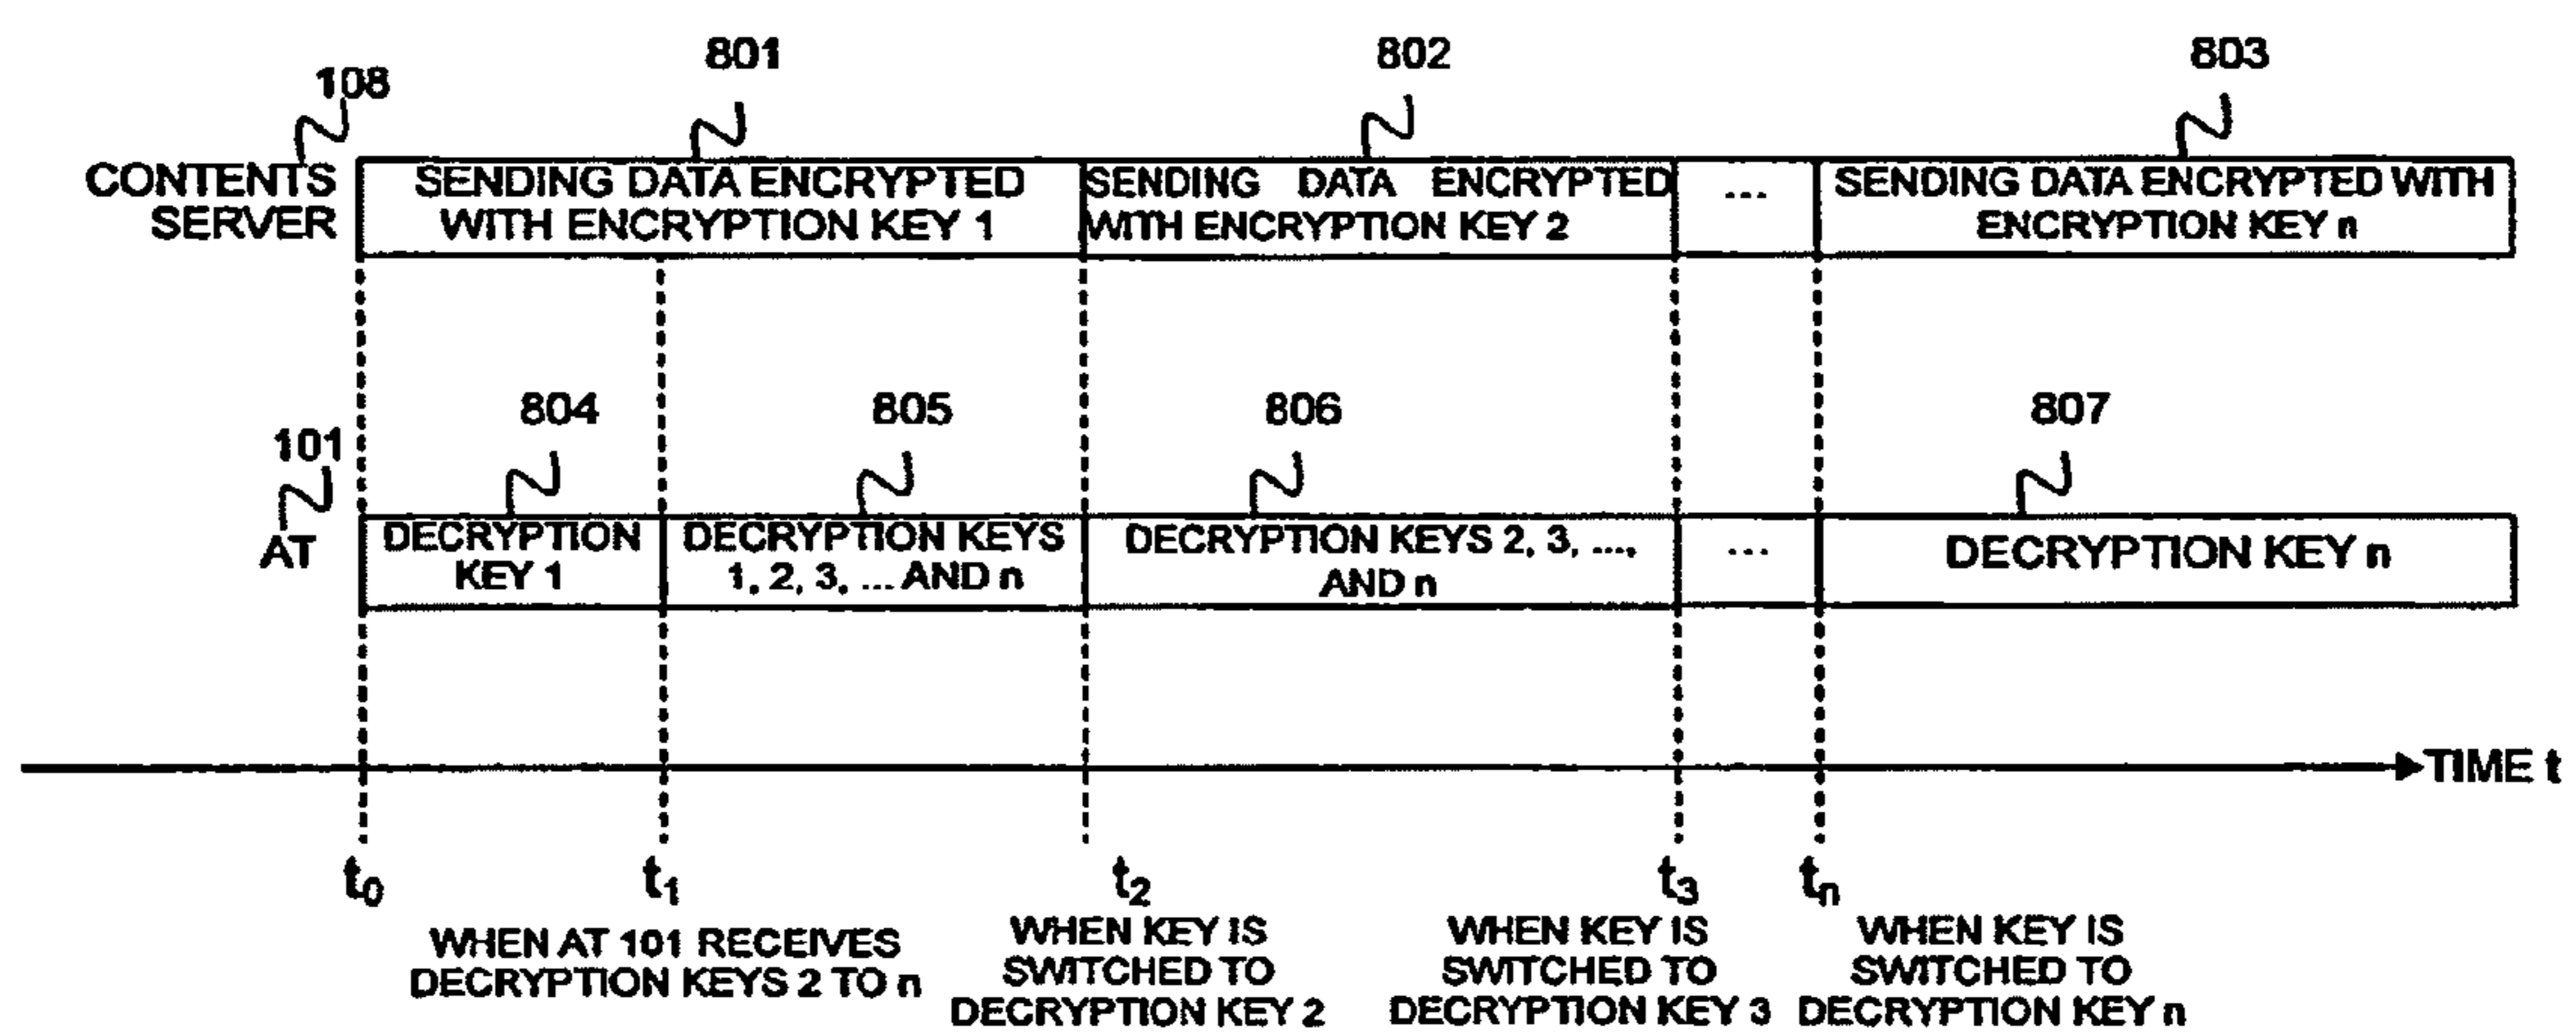 801
802
803
108
CONTENTS
SERVER
SENDING DATA ENCRYPTED
WITH ENCRYPTION KEY 1
SENDING DATA ENCRYPTED
WITH ENCRYPTION KEY 2
...
SENDING DATA ENCRYPTED WITH
ENCRYPTION KEY n
804
805
806
807
101
AT
DECRYPTION
KEY 1
DECRYPTION KEYS
1, 2, 3, ... AND n
DECRYPTION KEYS 2, 3, ....,
AND n
...
DECRYPTION KEY n
TIME t
t0
t1
t2
t3
tn
WHEN AT 101 RECEIVES
DECRYPTION KEYS 2 TO n
WHEN KEY IS
SWITCHED TO
DECRYPTION KEY 2
WHEN KEY IS
SWITCHED TO
DECRYPTION KEY 3
WHEN KEY IS
SWITCHED TO
DECRYPTION KEY n